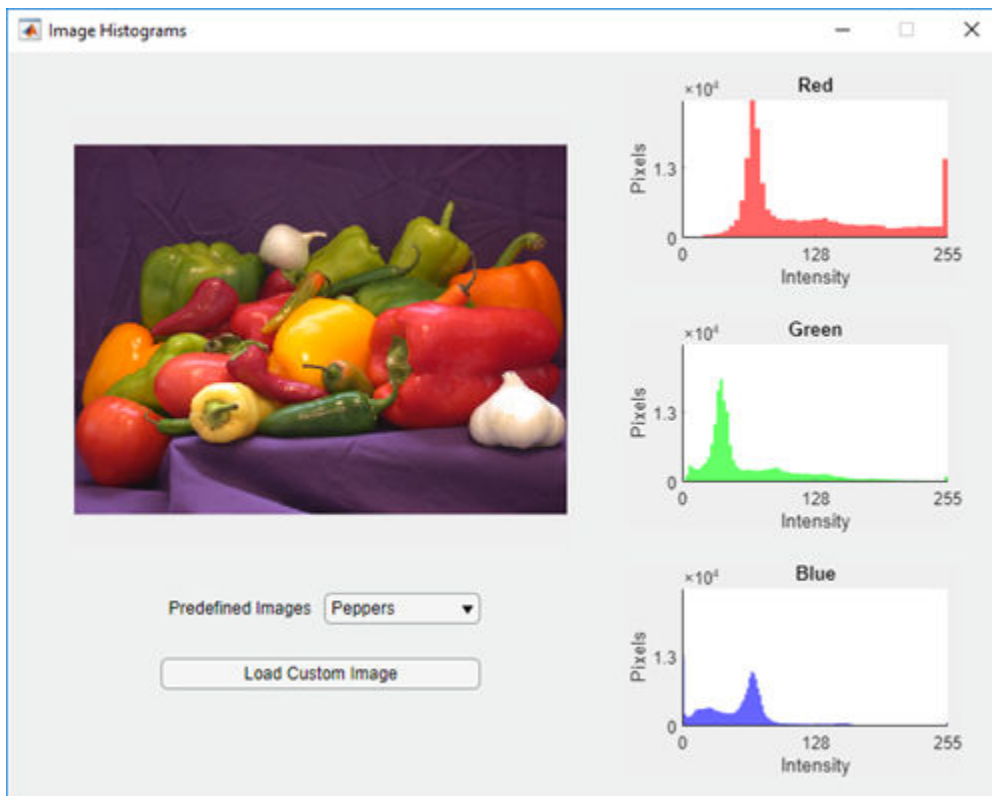 Image Histograms
Predefined Images Peppers
Load Custom Image
Red
×10⁴
Pixels
1.3
0
0 128 255
Intensity
Green
×10⁴
Pixels
1.3
0
0 128 255
Intensity
Blue
×10⁴
Pixels
1.3
0
0 128 255
Intensity